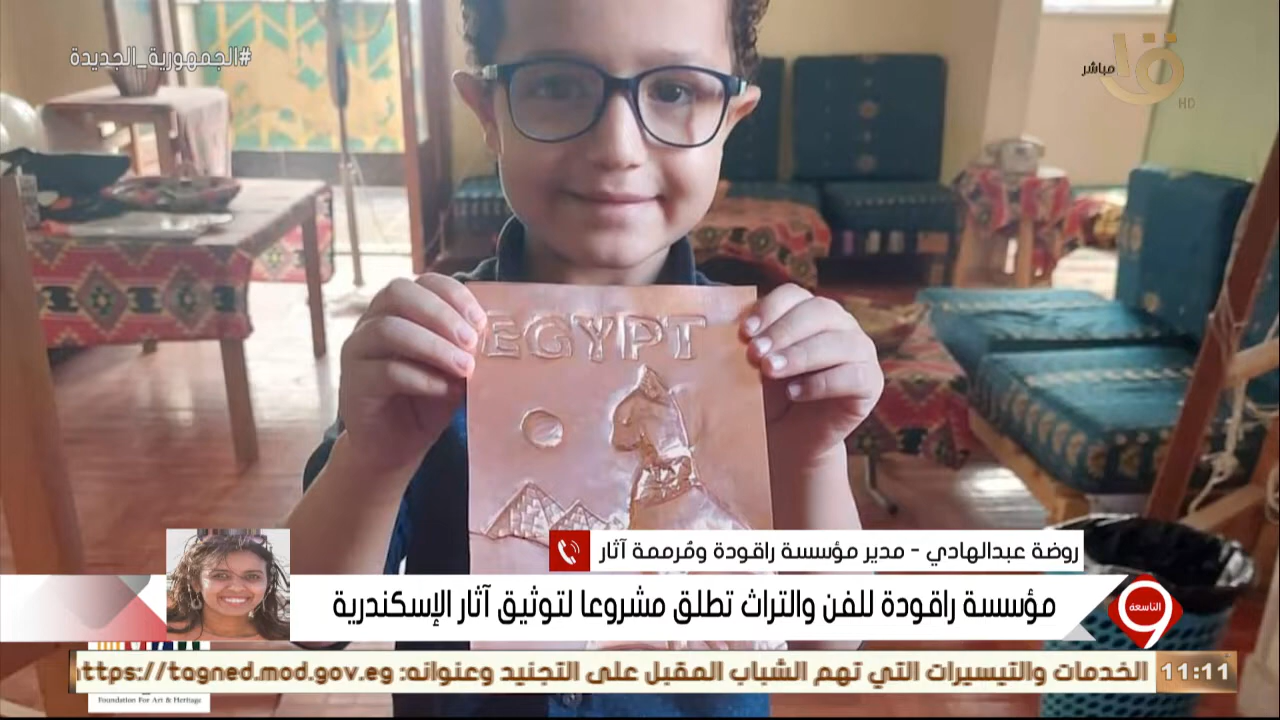 #الجمهورية_الجديدة
مباشر
HD
EGYPT
روضة عبدالهادي - مدير مؤسسة راقودة ومُرممة آثار
مؤسسة راقودة للفن والتراث تطلق مشروعا لتوثيق آثار الإسكندرية
التاسعة
9
الخدمات والتيسيرات التي تهم الشباب المقبل على التجنيد وعنوانه: https://tagned.mod.gov.eg
11:11
Foundation For Art & Heritage